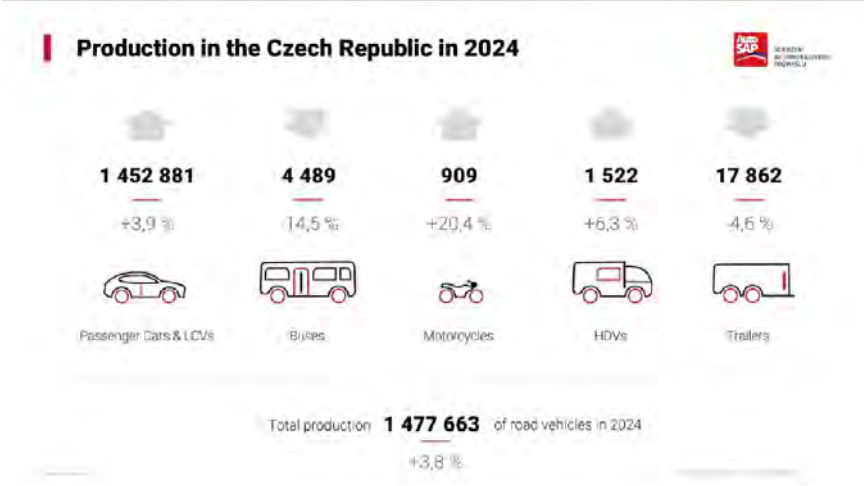 Production in the Czech Republic in 2024
Auto
SAP
1 452 881
4 489
909
1 522
17 862
+3,9 %
-14,5 %
+20,4 %
+6,3 %
-4,6 %
Passenger Cars & LCVs
Buses
Motorcycles
HDVs
Trailers
Total production 1 477 663 of road vehicles in 2024
+3,8 %